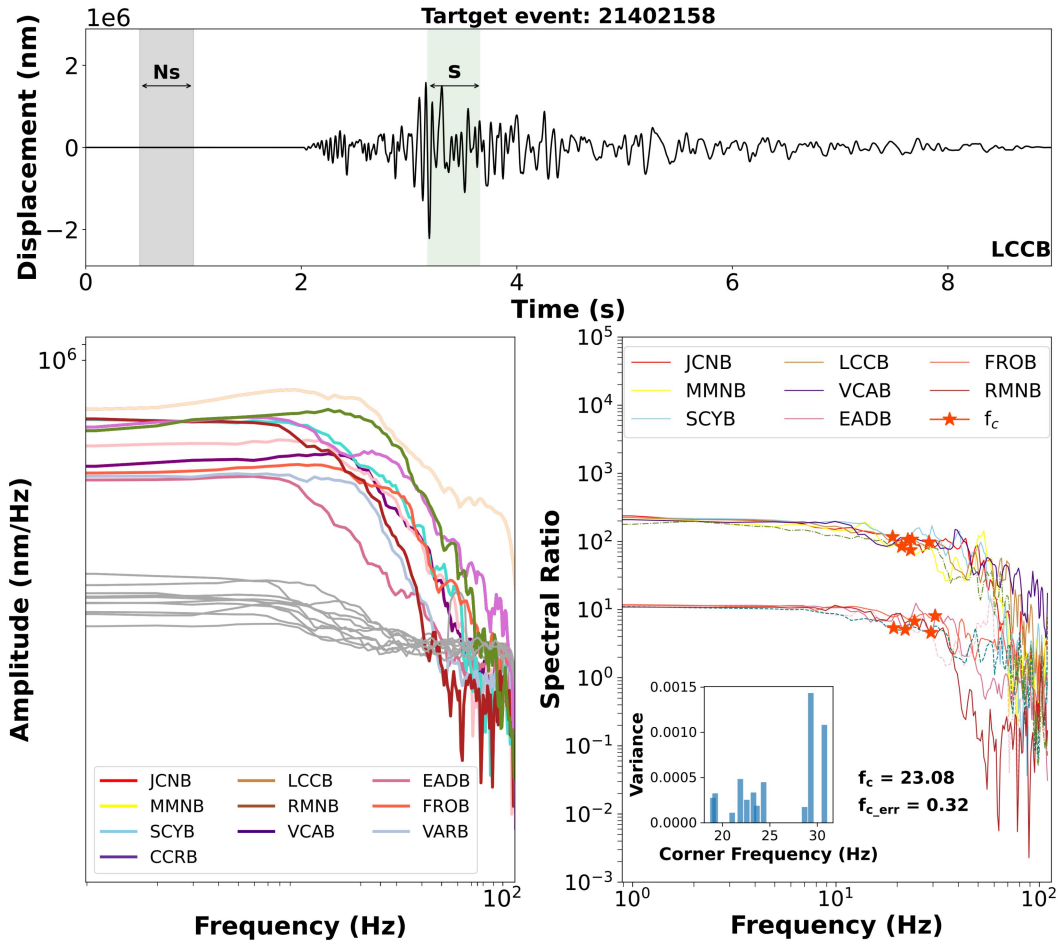 Tartget event: 21402158
1e6
Displacement (nm)
2
0
−2
Ns
S
LCCB
0 2 4 6 8
Time (s)
Amplitude (nm/Hz)
10^6
JCNB LCCB EADB
MMNB RMNB FROB
SCYB VCAB VARB
CCRB
10^2
Frequency (Hz)
Spectral Ratio
10^5
10^4
10^3
10^2
10^1
10^0
10^-1
10^-2
10^-3
JCNB LCCB FROB
MMNB VCAB RMNB
SCYB EADB f_c
Variance
0.0015
0.0010
0.0005
0.0000
20 25 30
Corner Frequency (Hz)
f_c = 23.08
f_c_err = 0.32
10^0 10^1 10^2
Frequency (Hz)